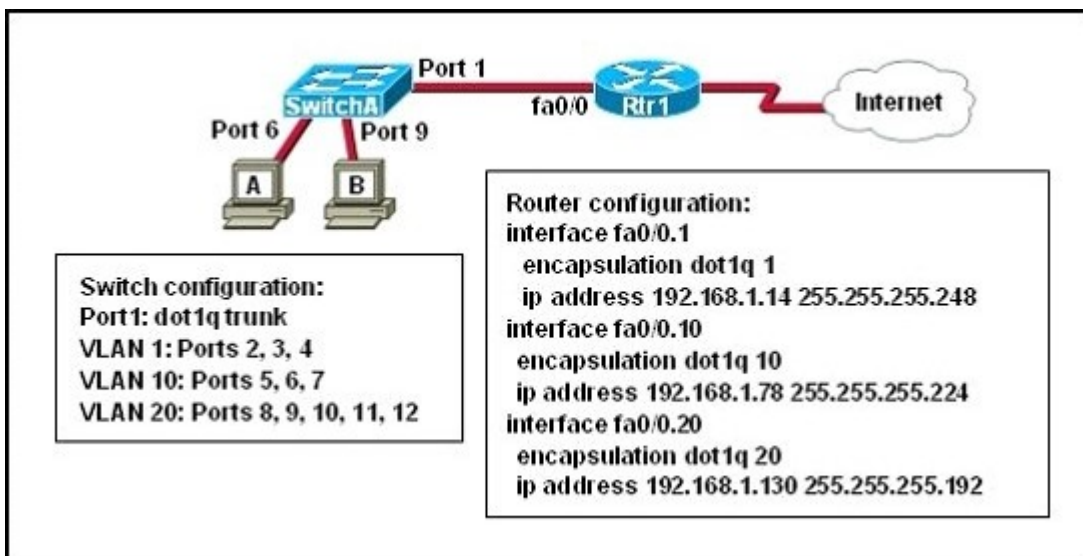 Port 1
SwitchA
fa0/0
Rtr1
Internet
Port 6
Port 9
A
B
Switch configuration:
Port1: dot1q trunk
VLAN 1: Ports 2, 3, 4
VLAN 10: Ports 5, 6, 7
VLAN 20: Ports 8, 9, 10, 11, 12
Router configuration:
interface fa0/0.1
encapsulation dot1q 1
ip address 192.168.1.14 255.255.255.248
interface fa0/0.10
encapsulation dot1q 10
ip address 192.168.1.78 255.255.255.224
interface fa0/0.20
encapsulation dot1q 20
ip address 192.168.1.130 255.255.255.192